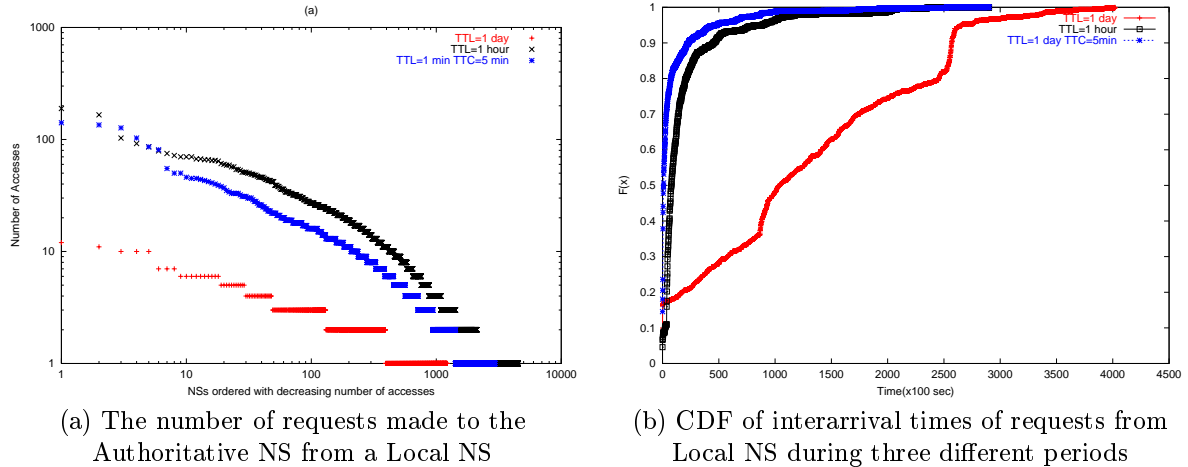 (a)
1000
100
10
1
Number of Accesses
TTL=1 day
TTL=1 hour
TTL=1 min TTC=5 min
1 10 100 1000 10000
NSs ordered with decreasing number of accesses
(a) The number of requests made to the
Authoritative NS from a Local NS
1
0.9
0.8
0.7
0.6
0.5
0.4
0.3
0.2
0.1
0
F(x)
TTL=1 day
TTL=1 hour
TTL=1 day TTC=5min
0 500 1000 1500 2000 2500 3000 3500 4000 4500
Time(x100 sec)
(b) CDF of interarrival times of requests from
Local NS during three different periods